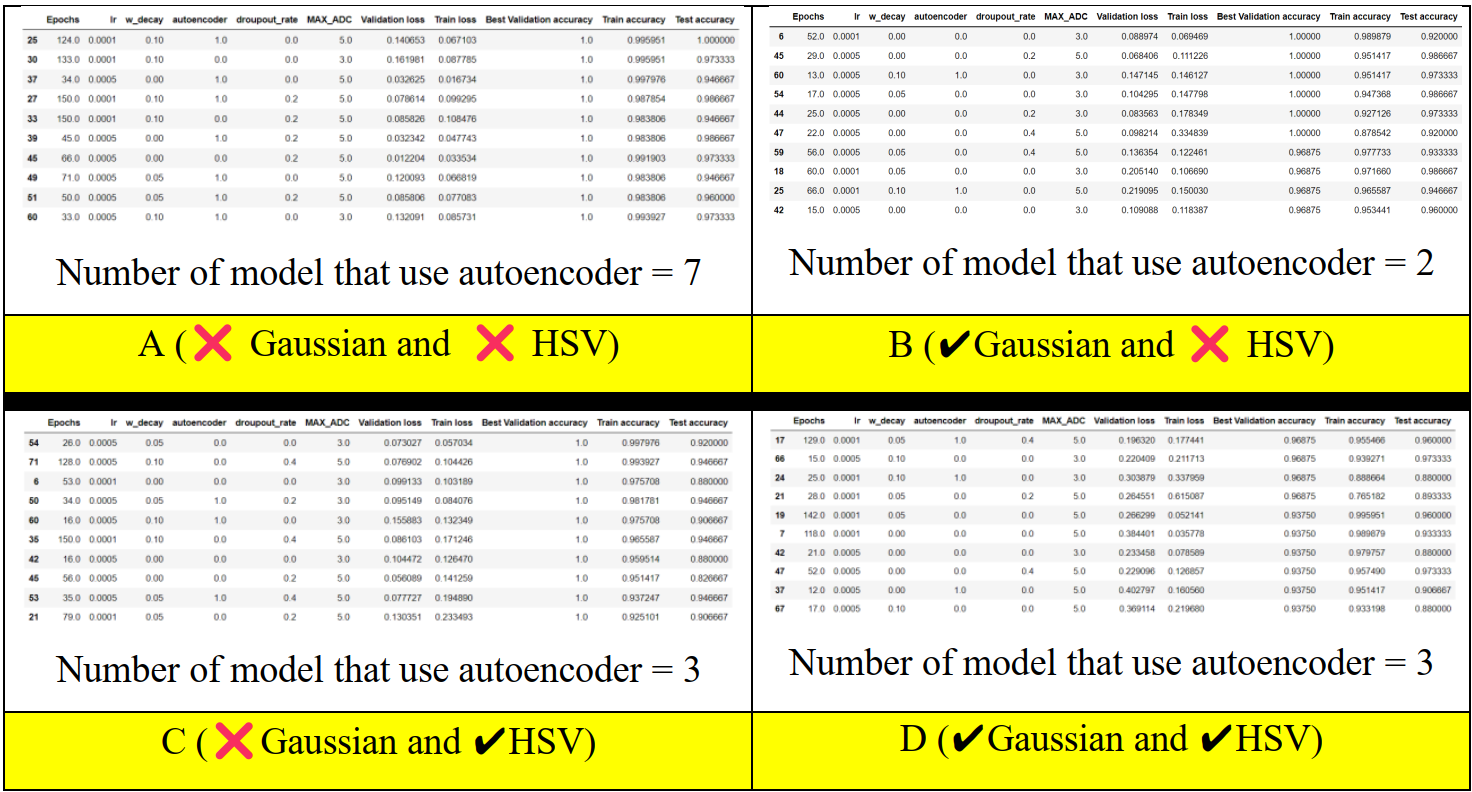 Epochs lr w_decay autoencoder droupout_rate MAX_ADC Validation loss Train loss Best Validation accuracy Train accuracy Test accuracy
25 124.0 0.0001 0.10 1.0 0.0 5.0 0.140653 0.067103 1.0 0.995951 1.000000
30 133.0 0.0001 0.10 0.0 0.0 3.0 0.161981 0.087785 1.0 0.995951 0.973333
37 34.0 0.0005 0.00 1.0 0.0 5.0 0.032625 0.016734 1.0 0.997976 0.946667
27 150.0 0.0001 0.10 1.0 0.2 5.0 0.078614 0.099295 1.0 0.987854 0.986667
33 150.0 0.0001 0.10 0.0 0.2 5.0 0.085826 0.108476 1.0 0.983806 0.946667
39 45.0 0.0005 0.00 1.0 0.2 5.0 0.032342 0.047743 1.0 0.983806 0.986667
45 66.0 0.0005 0.00 0.0 0.2 5.0 0.012204 0.033534 1.0 0.991903 0.973333
49 71.0 0.0005 0.05 1.0 0.0 5.0 0.120093 0.066819 1.0 0.983806 0.946667
51 50.0 0.0005 0.05 1.0 0.2 5.0 0.085806 0.077083 1.0 0.983806 0.960000
60 33.0 0.0005 0.10 1.0 0.0 3.0 0.132091 0.085731 1.0 0.993927 0.973333
Number of model that use autoencoder = 7
A (❌ Gaussian and ❌ HSV)
Epochs lr w_decay autoencoder droupout_rate MAX_ADC Validation loss Train loss Best Validation accuracy Train accuracy Test accuracy
6 52.0 0.0001 0.00 0.0 0.0 3.0 0.088974 0.069469 1.00000 0.989879 0.920000
45 29.0 0.0005 0.00 0.0 0.2 5.0 0.068406 0.111226 1.00000 0.951417 0.986667
60 13.0 0.0005 0.10 1.0 0.0 3.0 0.147145 0.146127 1.00000 0.951417 0.973333
54 17.0 0.0005 0.05 0.0 0.0 3.0 0.104295 0.147798 1.00000 0.947368 0.986667
44 25.0 0.0005 0.00 0.0 0.2 3.0 0.083563 0.178349 1.00000 0.927126 0.973333
47 22.0 0.0005 0.00 0.0 0.4 5.0 0.098214 0.334839 1.00000 0.878542 0.920000
59 56.0 0.0005 0.05 0.0 0.4 5.0 0.136354 0.122461 0.96875 0.977733 0.933333
18 60.0 0.0001 0.05 0.0 0.0 3.0 0.205140 0.106690 0.96875 0.971660 0.986667
25 66.0 0.0001 0.10 1.0 0.0 5.0 0.219095 0.150030 0.96875 0.965587 0.946667
42 15.0 0.0005 0.00 0.0 0.0 3.0 0.109088 0.118387 0.96875 0.953441 0.960000
Number of model that use autoencoder = 2
B (✔Gaussian and ❌ HSV)
Epochs lr w_decay autoencoder droupout_rate MAX_ADC Validation loss Train loss Best Validation accuracy Train accuracy Test accuracy
54 26.0 0.0005 0.05 0.0 0.0 3.0 0.073027 0.057034 1.0 0.997976 0.920000
71 128.0 0.0005 0.10 0.0 0.4 5.0 0.076902 0.104426 1.0 0.993927 0.946667
6 53.0 0.0001 0.00 0.0 0.0 3.0 0.099133 0.103189 1.0 0.975708 0.880000
50 34.0 0.0005 0.05 1.0 0.2 3.0 0.095149 0.084076 1.0 0.981781 0.946667
60 16.0 0.0005 0.10 1.0 0.0 3.0 0.155883 0.132349 1.0 0.975708 0.906667
35 150.0 0.0001 0.10 0.0 0.4 5.0 0.086103 0.171246 1.0 0.965587 0.946667
42 16.0 0.0005 0.00 0.0 0.0 3.0 0.104472 0.126470 1.0 0.959514 0.880000
45 56.0 0.0005 0.00 0.0 0.2 5.0 0.056089 0.141259 1.0 0.951417 0.826667
53 35.0 0.0005 0.05 1.0 0.4 5.0 0.077727 0.194890 1.0 0.937247 0.946667
21 79.0 0.0001 0.05 0.0 0.2 5.0 0.130351 0.233493 1.0 0.925101 0.906667
Number of model that use autoencoder = 3
C (❌Gaussian and ✔HSV)
Epochs lr w_decay autoencoder droupout_rate MAX_ADC Validation loss Train loss Best Validation accuracy Train accuracy Test accuracy
17 129.0 0.0001 0.05 1.0 0.4 5.0 0.196320 0.177441 0.96875 0.955466 0.960000
66 15.0 0.0005 0.10 0.0 0.0 3.0 0.220409 0.211713 0.96875 0.939271 0.973333
24 25.0 0.0001 0.10 1.0 0.0 3.0 0.303879 0.337959 0.96875 0.888664 0.880000
21 28.0 0.0001 0.05 0.0 0.2 5.0 0.264551 0.615087 0.96875 0.765182 0.893333
19 142.0 0.0001 0.05 0.0 0.0 5.0 0.266299 0.052141 0.93750 0.995951 0.960000
7 118.0 0.0001 0.00 0.0 0.0 5.0 0.384401 0.035778 0.93750 0.989879 0.933333
42 21.0 0.0005 0.00 0.0 0.0 3.0 0.233458 0.078589 0.93750 0.979757 0.880000
47 52.0 0.0005 0.00 0.0 0.4 5.0 0.229096 0.126857 0.93750 0.957490 0.973333
37 12.0 0.0005 0.00 1.0 0.0 5.0 0.402797 0.160560 0.93750 0.951417 0.906667
67 17.0 0.0005 0.10 0.0 0.0 5.0 0.369114 0.219680 0.93750 0.933198 0.880000
Number of model that use autoencoder = 3
D (✔Gaussian and ✔HSV)